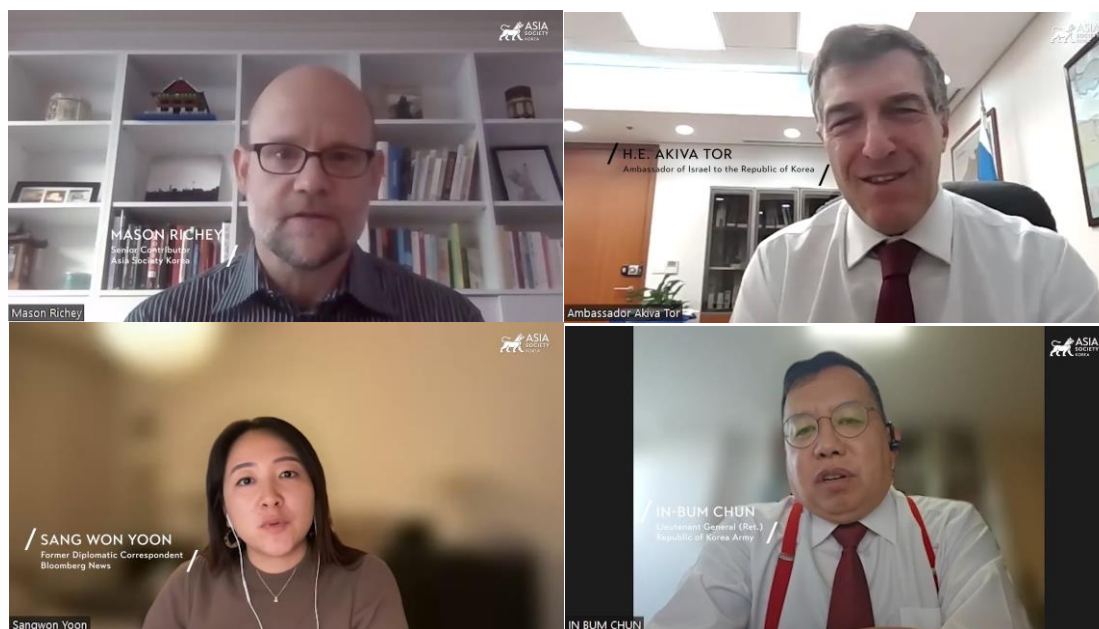 ASIA
SOCIETY
KOREA
MASON RICHEY
Senior Contributor
Asia Society Korea
Mason Richey
ASIA
SOCIETY
H.E. AKIVA TOR
Ambassador of Israel to the Republic of Korea
Ambassador Akiva Tor
ASIA
SOCIETY
KOREA
SANG WON YOON
Former Diplomatic Correspondent
Bloomberg News
Sangwon Yoon
ASIA
SOCIETY
KOREA
IN-BUM CHUN
Lieutenant General (Ret.)
Republic of Korea Army
IN BUM CHUN